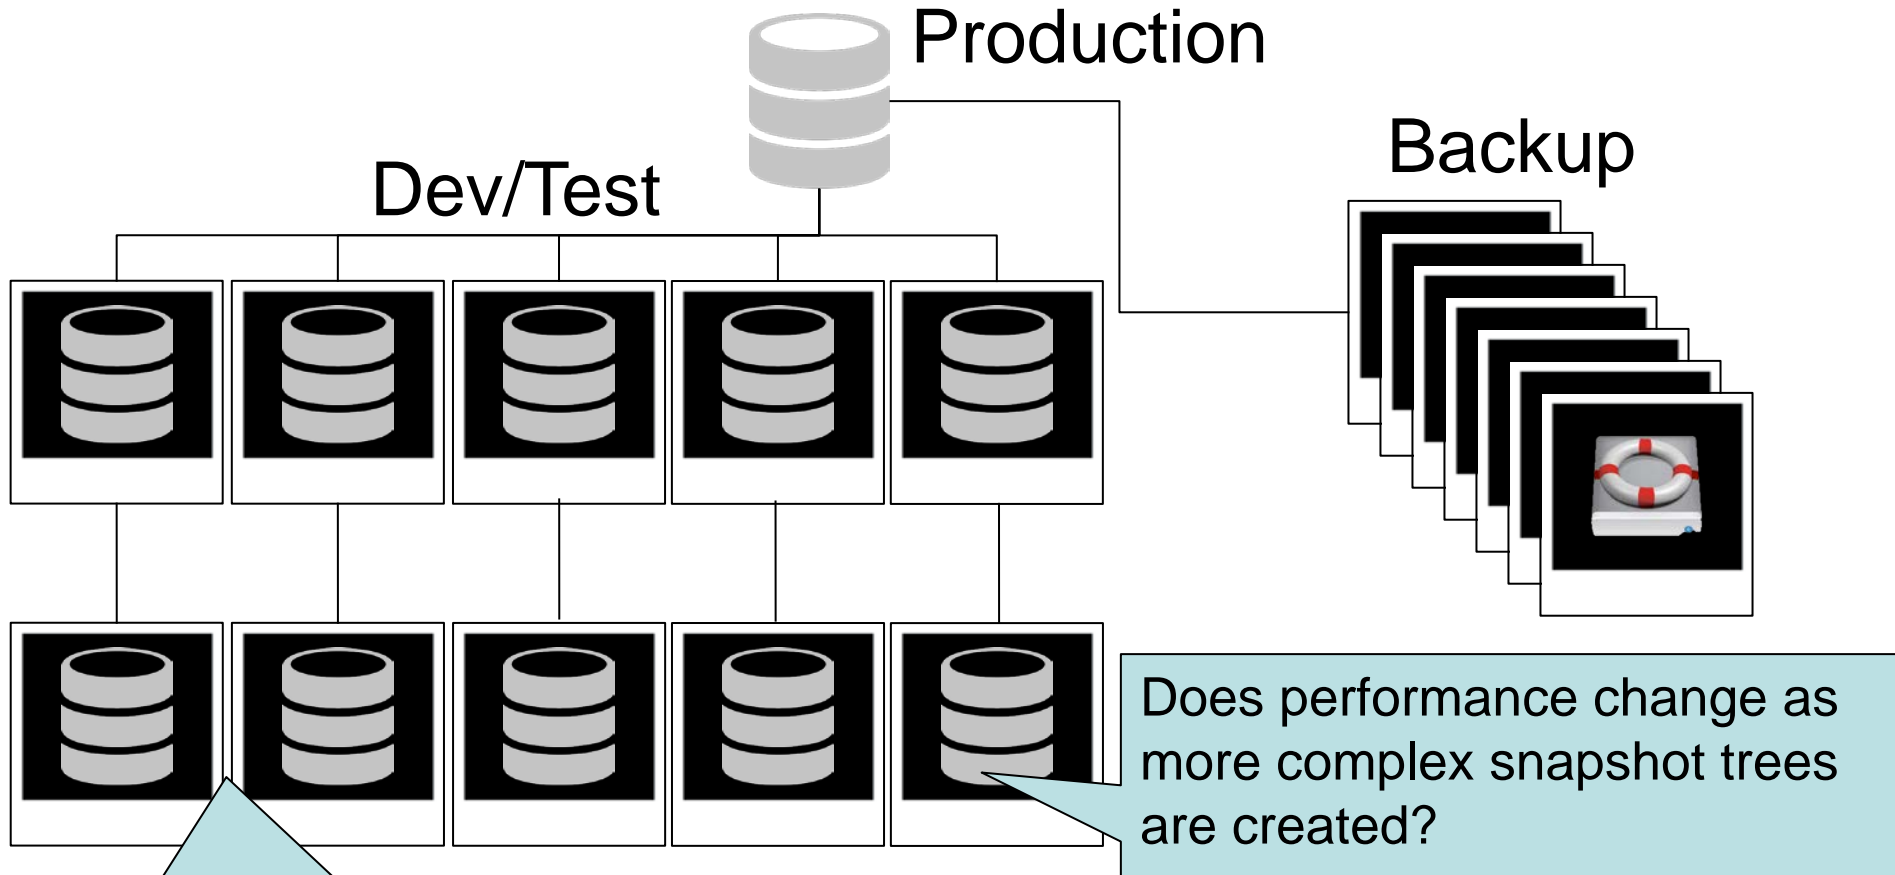 Production
Backup
Dev/Test
Does performance change as
more complex snapshot trees
are created?